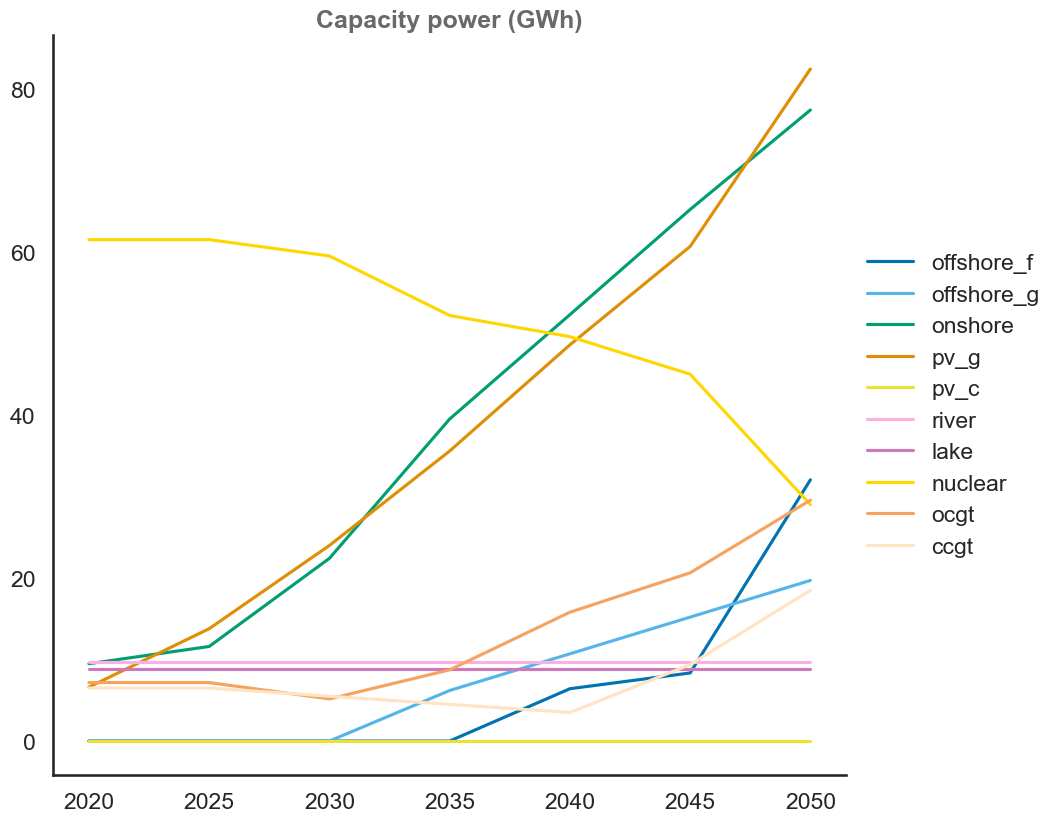 Capacity power (GWh)
80
60
40
20
0
2020 2025 2030 2035 2040 2045 2050
offshore_f
offshore_g
onshore
pv_g
pv_c
river
lake
nuclear
ocgt
ccgt